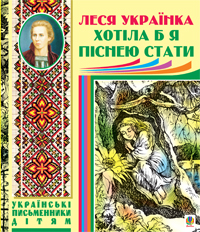 ЛЕСЯ УКРАЇНКА
ХОТІЛА Б Я
ПІСНЕЮ СТАТИ
УКРАЇНСЬКІ
ПИСЬМЕННИКИ
ДІТЯМ